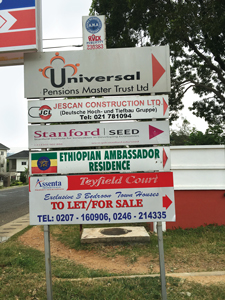 Universal
Pensions Master Trust Ltd
JESCAN CONSTRUCTION LTD
(Deutsche Hoch- und Tiefbau Gruppe)
Tel: 021 781094
Stanford SEED
ETHIOPIAN AMBASSADOR
RESIDENCE
Assenta Teyfield Court
Exclusive 3 Bedroom Town Houses
TO LET/FOR SALE
TEL: 0207 - 160906, 0246 - 214335